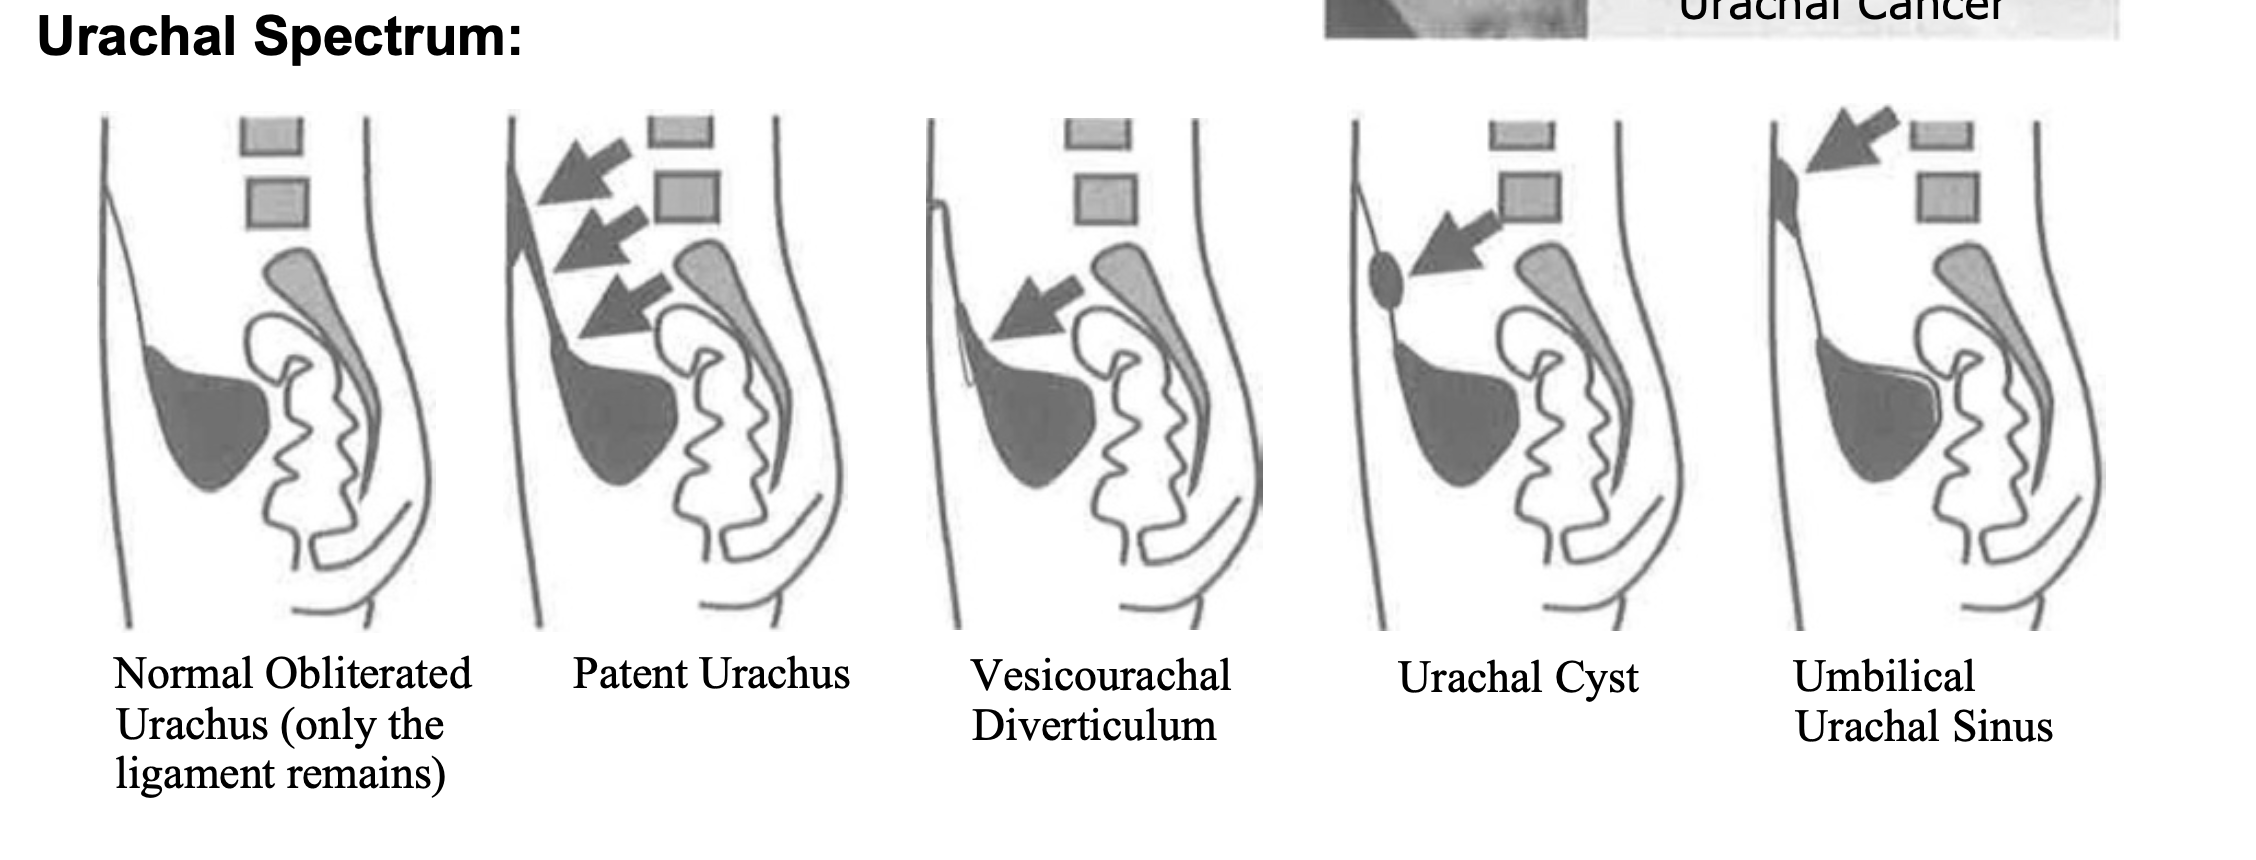 Urachal Cancer
Urachal Spectrum:
Normal Obliterated
Urachus (only the
ligament remains)
Patent Urachus
Vesicourachal
Diverticulum
Urachal Cyst
Umbilical
Urachal Sinus